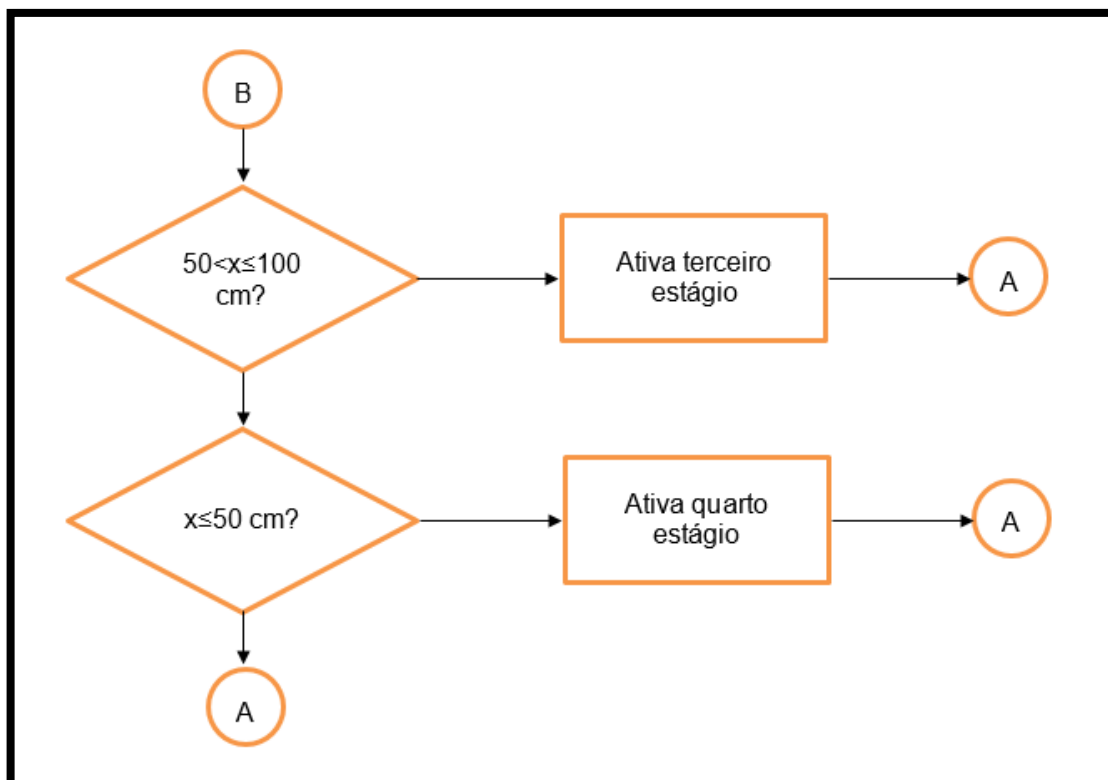 B
50<x≤100
cm?
Ativa terceiro
estágio
A
x≤50 cm?
Ativa quarto
estágio
A
A